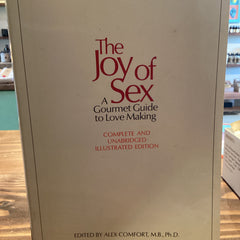 The
Joy of
Sex
A
Gourmet Guide
to Love Making
COMPLETE AND
UNABRIDGED
ILLUSTRATED EDITION
EDITED BY ALEX COMFORT, M.B., Ph.D.